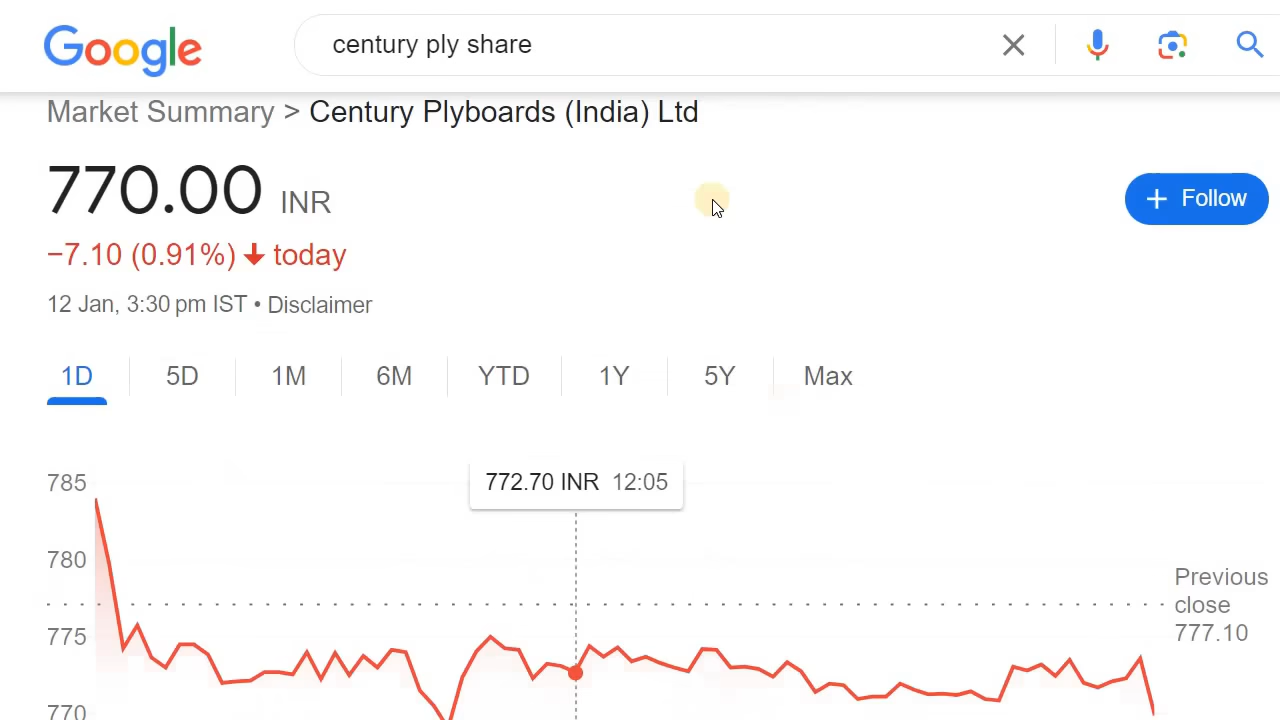 Google century ply share
Market Summary > Century Plyboards (India) Ltd
770.00 INR
+ Follow
−7.10 (0.91%) ↓ today
12 Jan, 3:30 pm IST • Disclaimer
1D 5D 1M 6M YTD 1Y 5Y Max
785
772.70 INR 12:05
780
Previous
close
777.10
775
770